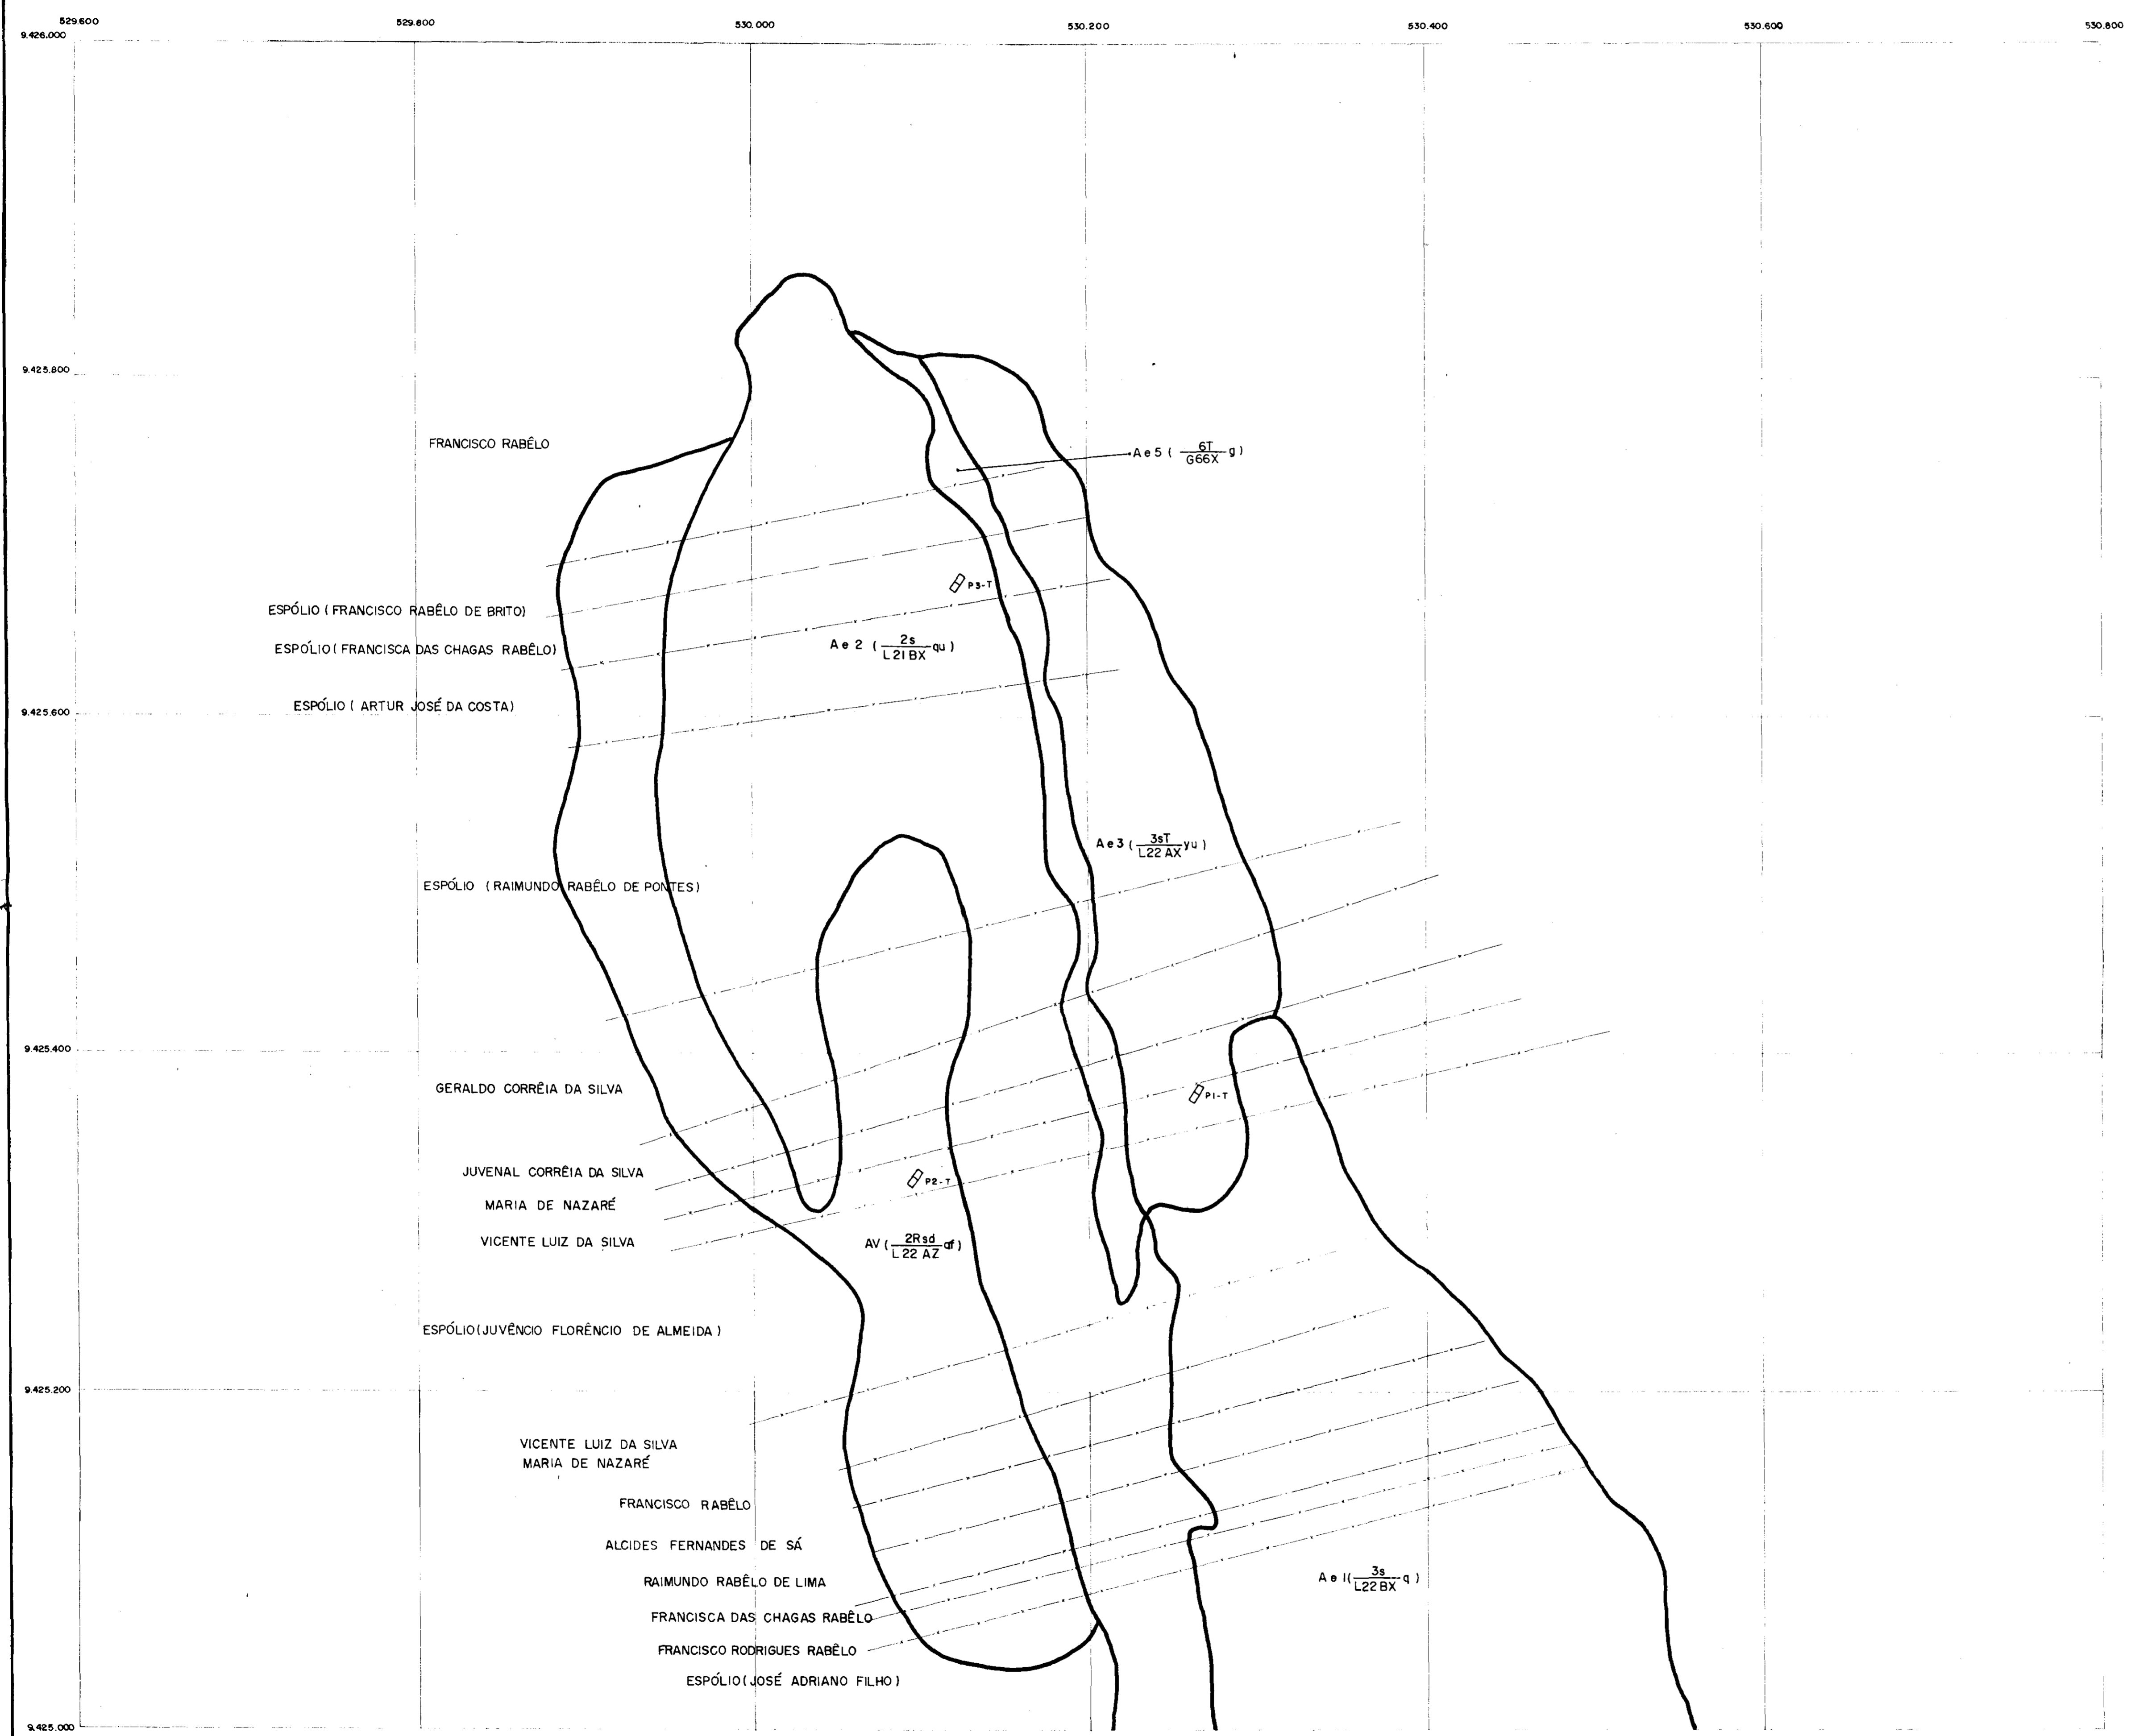 529.600 529.800 530.000 530.200 530.400 530.600 530.800
9.426.000
9.425.800
FRANCISCO RABÊLO
Ae5 ( 6T / G66X g )
P3-T
ESPÓLIO ( FRANCISCO RABÊLO DE BRITO)
Ae 2 ( 2s / L21BX qu )
ESPÓLIO ( FRANCISCA DAS CHAGAS RABÊLO)
ESPÓLIO ( ARTUR JOSÉ DA COSTA)
9.425.600
Ae3 ( 3sT / L22 AX yu )
ESPÓLIO (RAIMUNDO RABÊLO DE PONTES)
9.425.400
GERALDO CORRÊIA DA SILVA
P1-T
JUVENAL CORRÊIA DA SILVA
P2-T
MARIA DE NAZARÉ
VICENTE LUIZ DA SILVA
AV ( 2Rsd / L22 AZ qf )
ESPÓLIO (JUVÊNCIO FLORÊNCIO DE ALMEIDA )
9.425.200
VICENTE LUIZ DA SILVA
MARIA DE NAZARÉ
FRANCISCO RABÊLO
ALCIDES FERNANDES DE SÁ
RAIMUNDO RABÊLO DE LIMA
Ae1 ( 3s / L22BX q )
FRANCISCA DAS CHAGAS RABÊLO
FRANCISCO RODRIGUES RABÊLO
ESPÓLIO (JOSÉ ADRIANO FILHO )
9.425.000